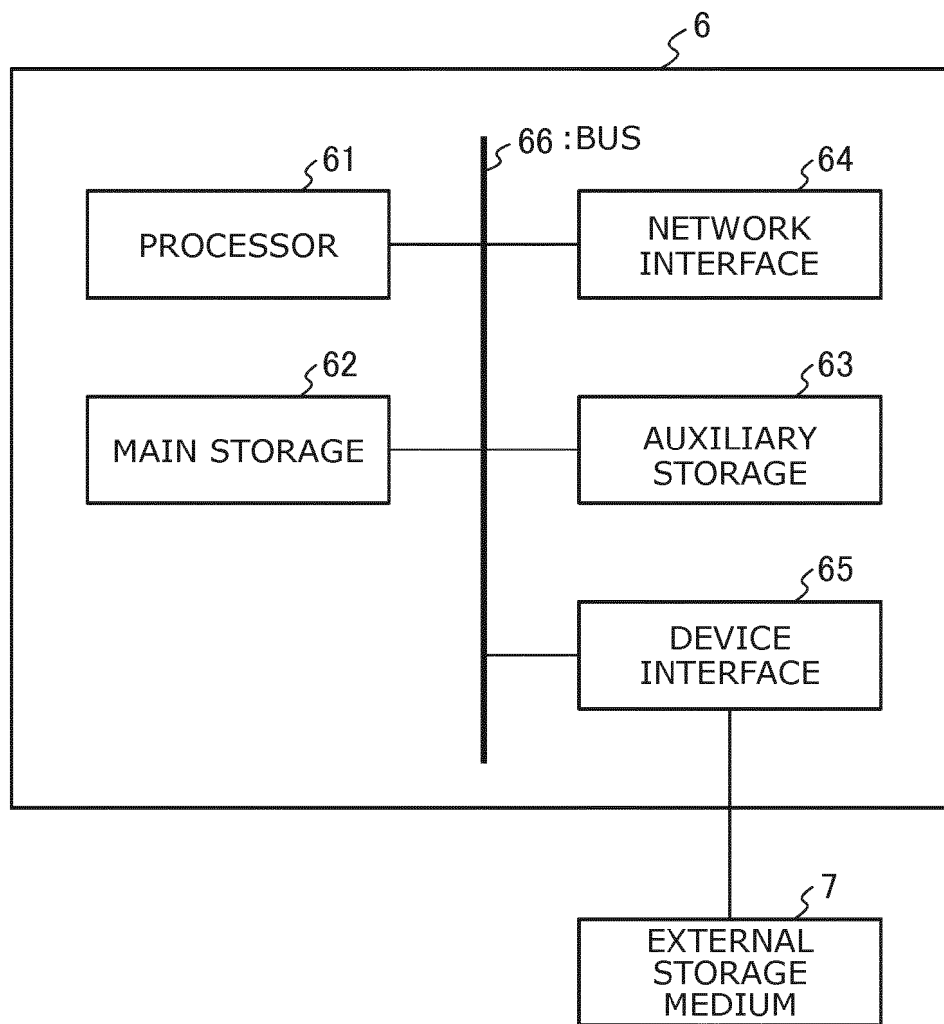 6
66 :BUS
61
PROCESSOR
64
NETWORK
INTERFACE
62
MAIN STORAGE
63
AUXILIARY
STORAGE
65
DEVICE
INTERFACE
7
EXTERNAL
STORAGE
MEDIUM